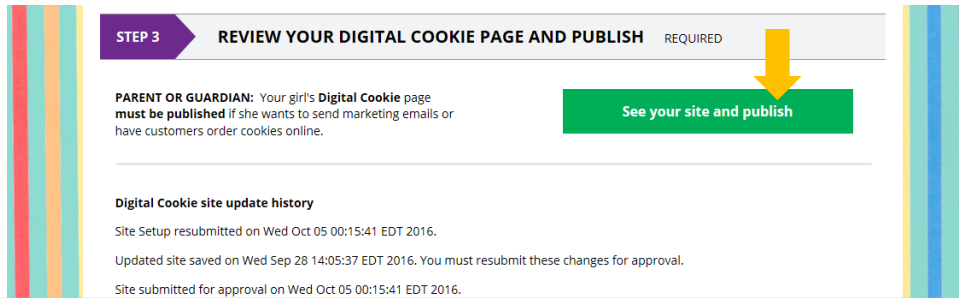 STEP 3 REVIEW YOUR DIGITAL COOKIE PAGE AND PUBLISH REQUIRED
PARENT OR GUARDIAN: Your girl's Digital Cookie page
must be published if she wants to send marketing emails or
have customers order cookies online.
See your site and publish
Digital Cookie site update history
Site Setup resubmitted on Wed Oct 05 00:15:41 EDT 2016.
Updated site saved on Wed Sep 28 14:05:37 EDT 2016. You must resubmit these changes for approval.
Site submitted for approval on Wed Oct 05 00:15:41 EDT 2016.